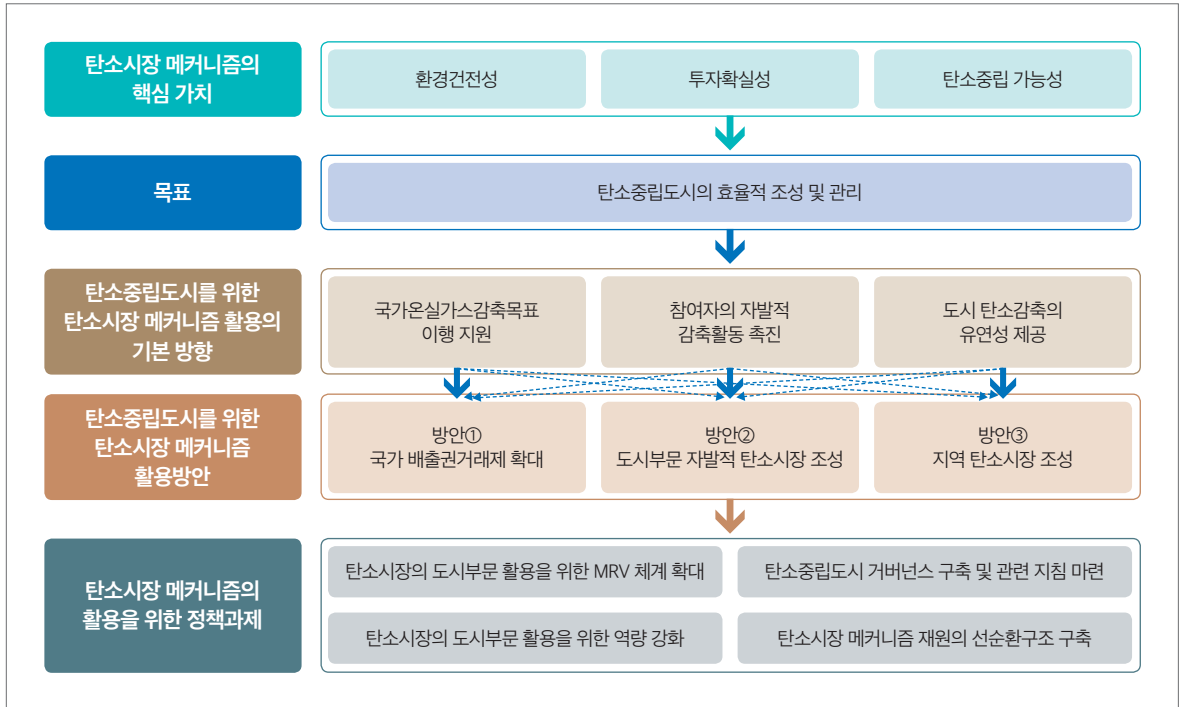 탄소시장 메커니즘의
핵심 가치
환경건전성
투자확실성
탄소중립 가능성
목표
탄소중립도시의 효율적 조성 및 관리
탄소중립도시를 위한
탄소시장 메커니즘 활용의
기본 방향
국가온실가스감축목표
이행 지원
참여자의 자발적
감축활동 촉진
도시 탄소감축의
유연성 제공
탄소중립도시를 위한
탄소시장 메커니즘
활용방안
방안①
국가 배출권거래제 확대
방안②
도시부문 자발적 탄소시장 조성
방안③
지역 탄소시장 조성
탄소시장 메커니즘의
활용을 위한 정책과제
탄소시장의 도시부문 활용을 위한 MRV 체계 확대
탄소중립도시 거버넌스 구축 및 관련 지침 마련
탄소시장의 도시부문 활용을 위한 역량 강화
탄소시장 메커니즘 재원의 선순환구조 구축